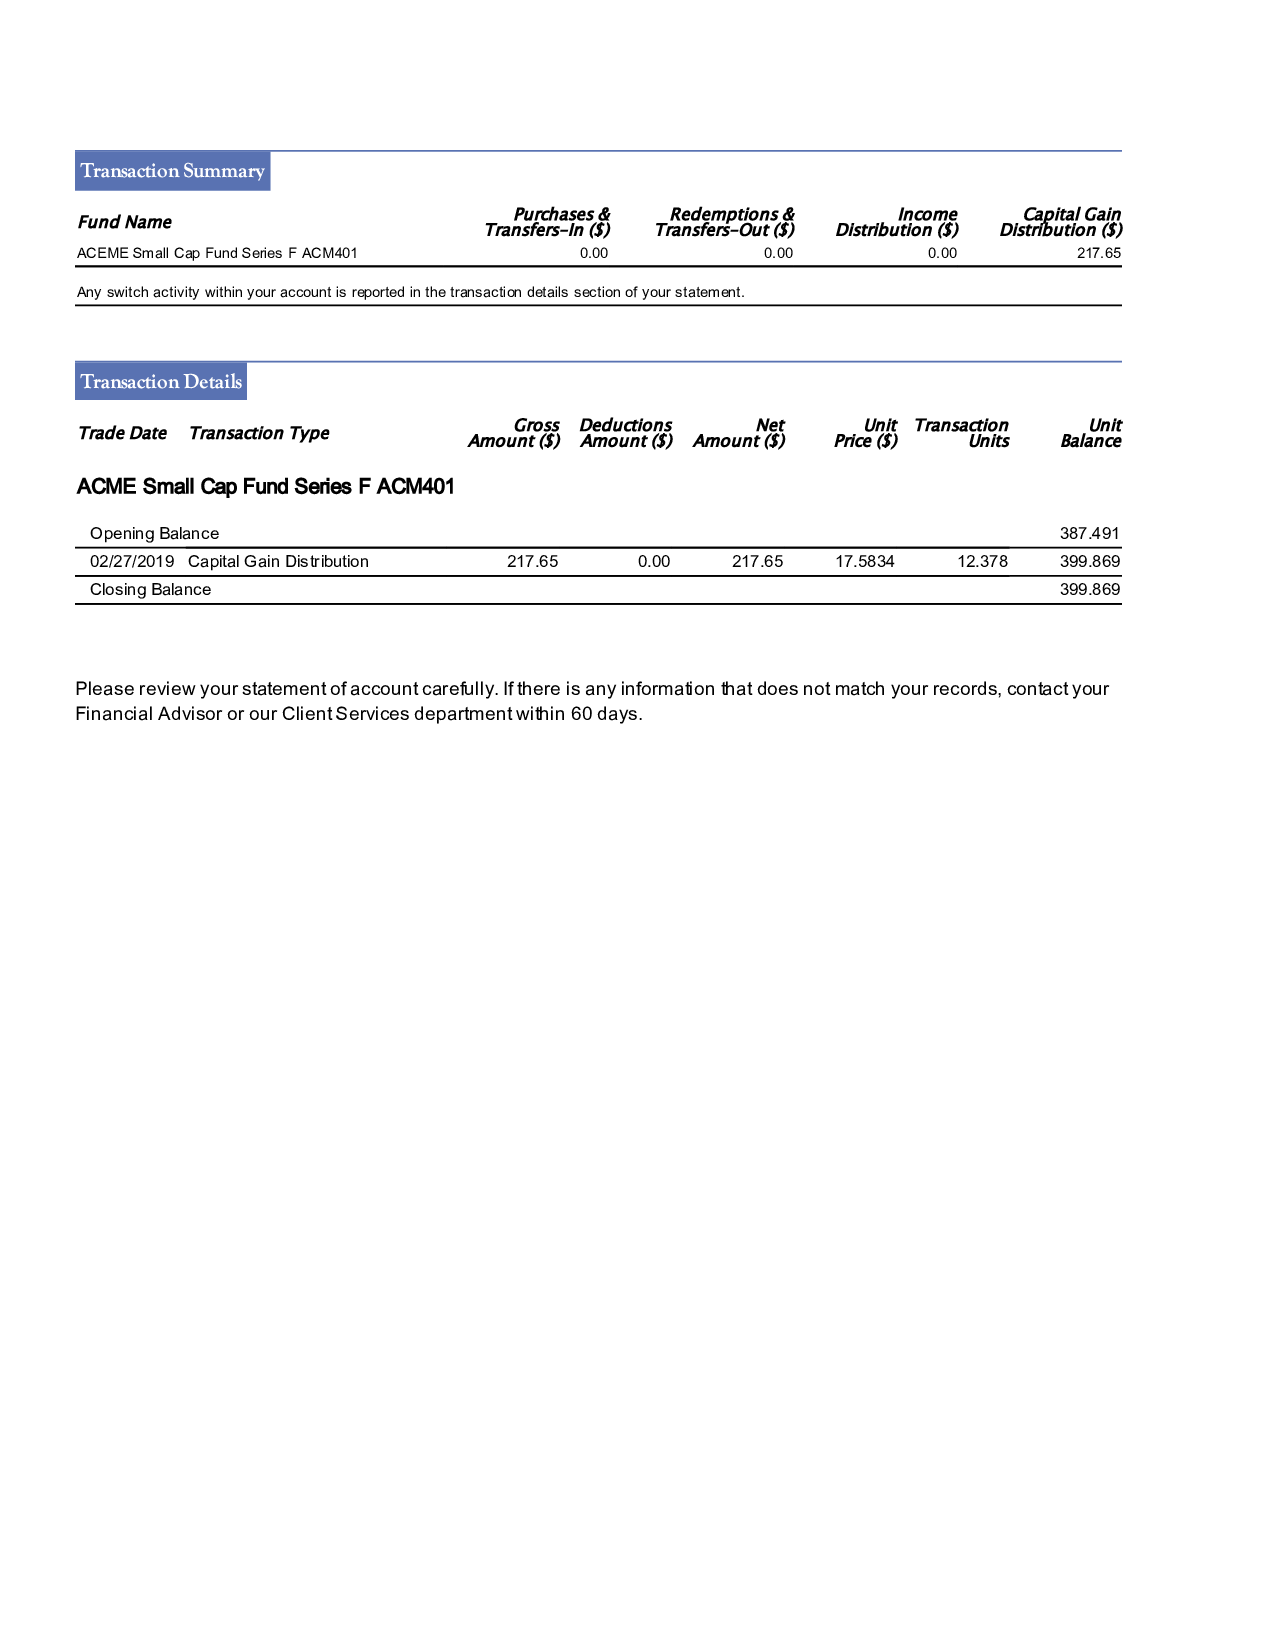 Transaction Summary
Fund Name Purchases & Transfers-In ($) Redemptions & Transfers-Out ($) Income Distribution ($) Capital Gain Distribution ($)
ACEME Small Cap Fund Series F ACM401 0.00 0.00 0.00 217.65
Any switch activity within your account is reported in the transaction details section of your statement.
Transaction Details
Trade Date Transaction Type Gross Amount ($) Deductions Amount ($) Net Amount ($) Unit Price ($) Transaction Units Unit Balance
ACME Small Cap Fund Series F ACM401
Opening Balance 387.491
02/27/2019 Capital Gain Distribution 217.65 0.00 217.65 17.5834 12.378 399.869
Closing Balance 399.869
Please review your statement of account carefully. If there is any information that does not match your records, contact your
Financial Advisor or our Client Services department within 60 days.